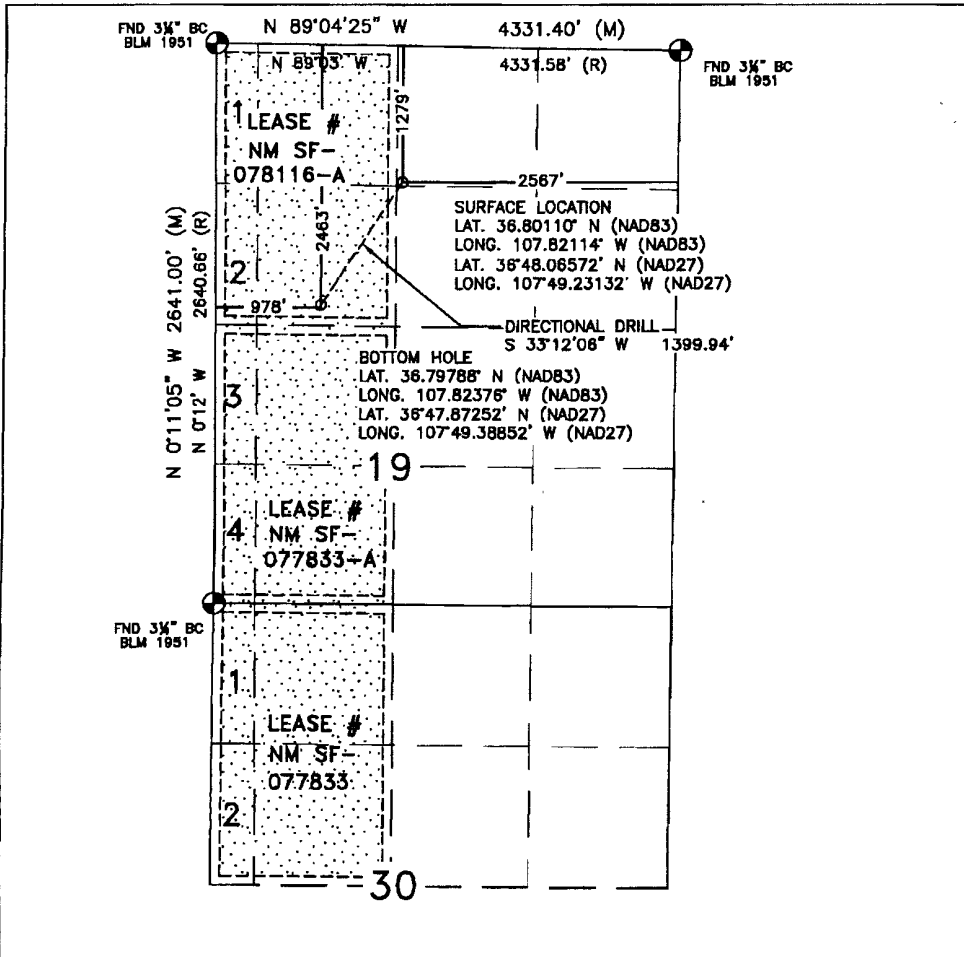 FND 3¼" BC
BLM 1951
N 89°04'25" W 4331.40' (M)
N 89°03' W 4331.58' (R)
FND 3¼" BC
BLM 1951
1279'
1
LEASE #
NM SF-
078116-A
2567'
SURFACE LOCATION
LAT. 36.80110° N (NAD83)
LONG. 107.82114° W (NAD83)
LAT. 36°48.06572' N (NAD27)
LONG. 107°49.23132' W (NAD27)
2463'
2
978'
N 0°11'05" W 2641.00' (M)
N 0°12' W 2640.66' (R)
DIRECTIONAL DRILL
S 33°12'06" W 1399.94'
BOTTOM HOLE
LAT. 36.79788° N (NAD83)
LONG. 107.82376° W (NAD83)
LAT. 36°47.87252' N (NAD27)
LONG. 107°49.38852' W (NAD27)
3
19
4
LEASE #
NM SF-
077833-A
FND 3¼" BC
BLM 1951
1
LEASE #
NM SF-
077833
2
30